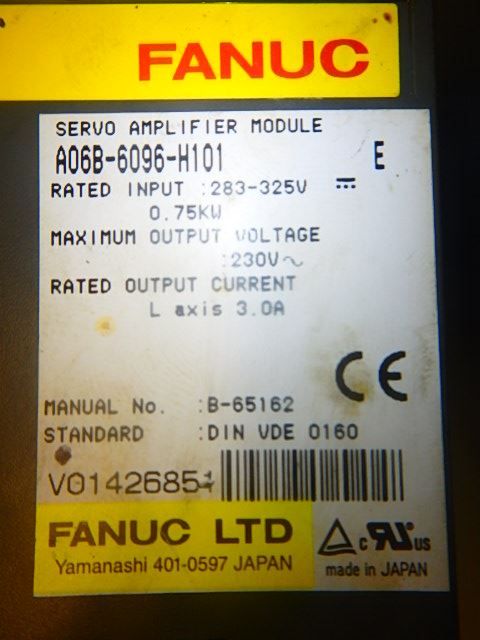 FANUC
SERVO AMPLIFIER MODULE
A06B-6096-H101 E
RATED INPUT :283-325V ⎓
0.75KW
MAXIMUM OUTPUT VOLTAGE
:230V~
RATED OUTPUT CURRENT
L axis 3.0A
CE
MANUAL No. :B-65162
STANDARD :DIN VDE 0160
V01426851
FANUC LTD
Yamanashi 401-0597 JAPAN
c RU US
made in JAPAN